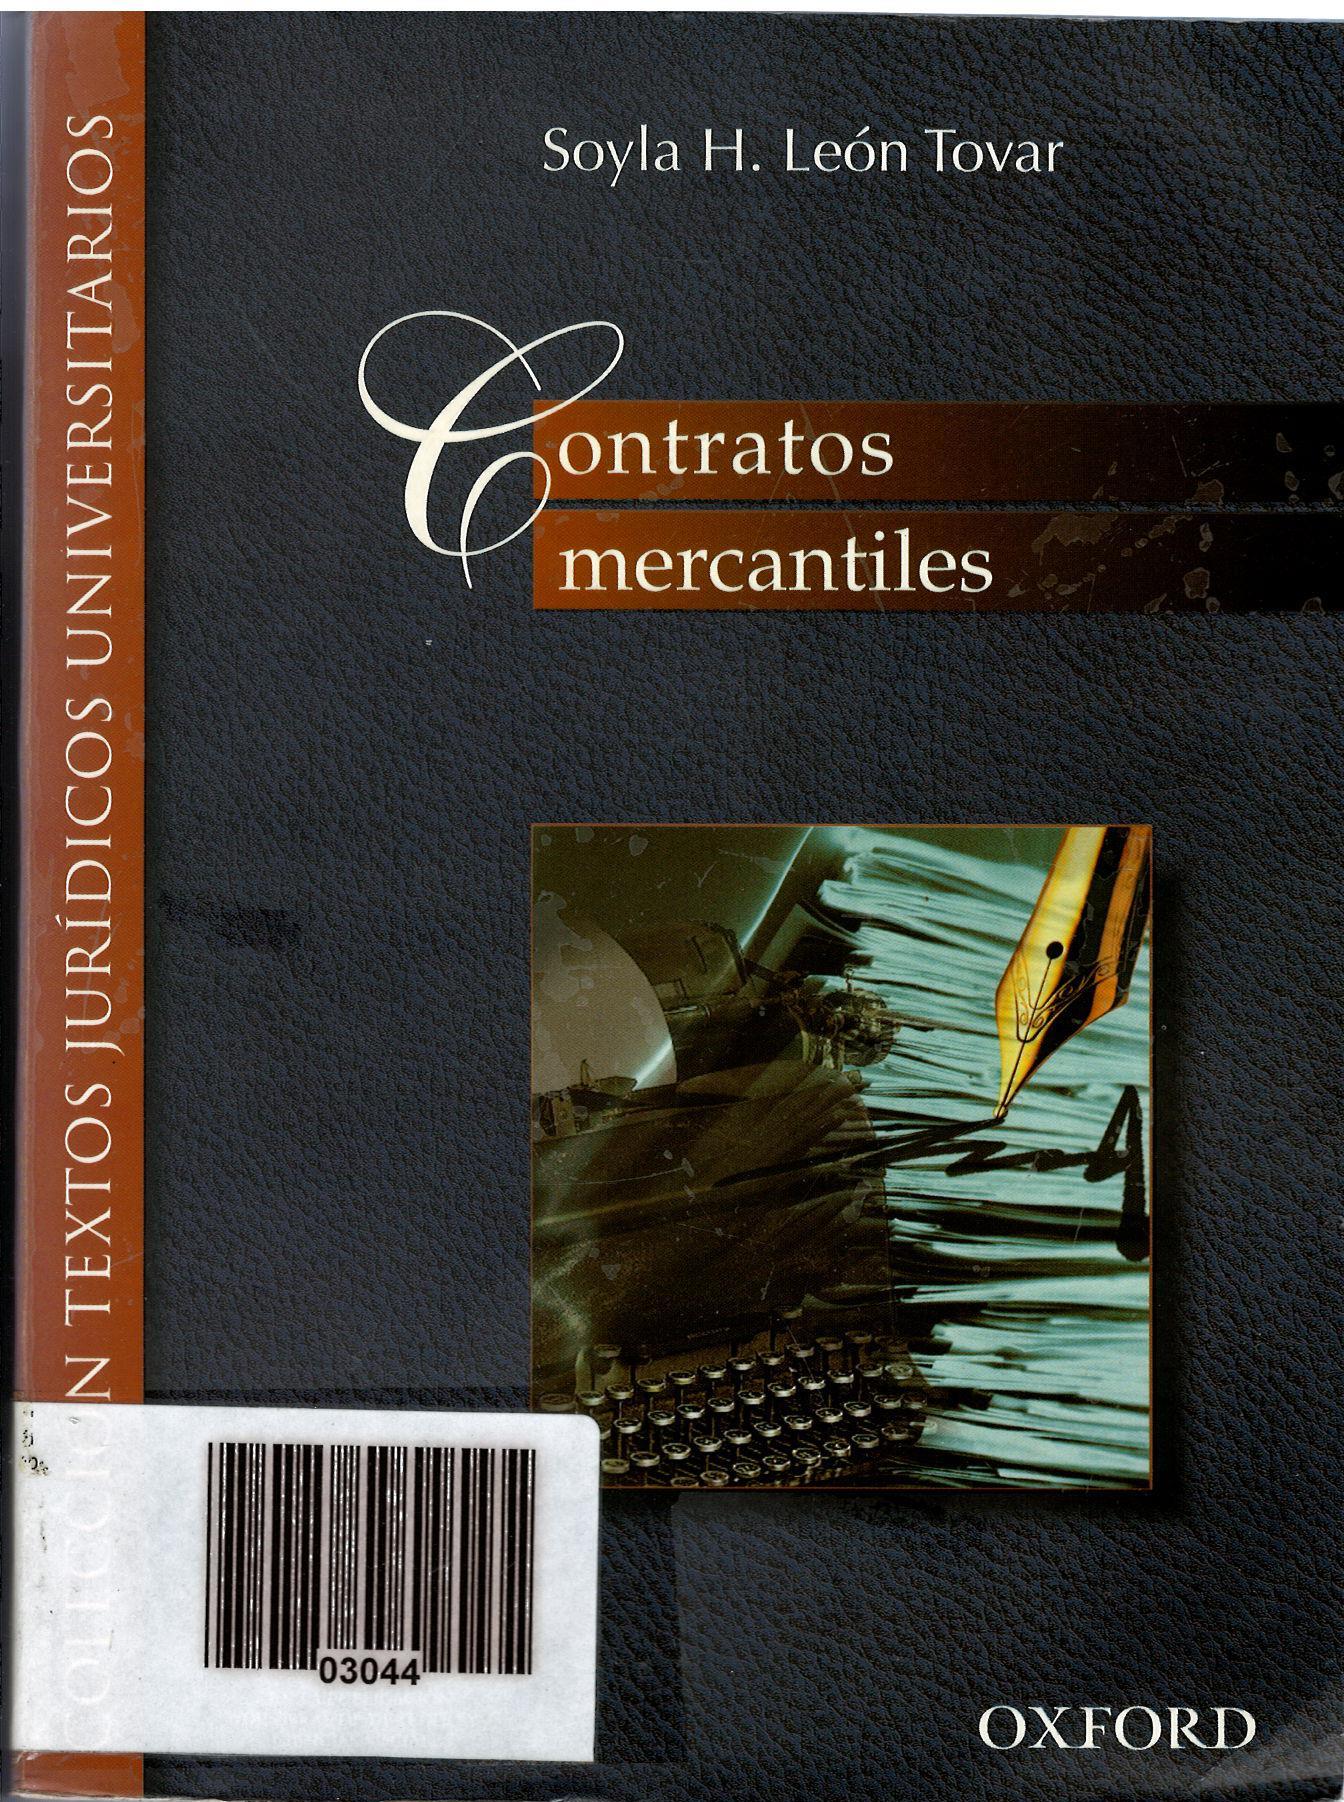 Soyla H. León Tovar
Contratos
mercantiles
COLECCIÓN TEXTOS JURÍDICOS UNIVERSITARIOS
03044
OXFORD